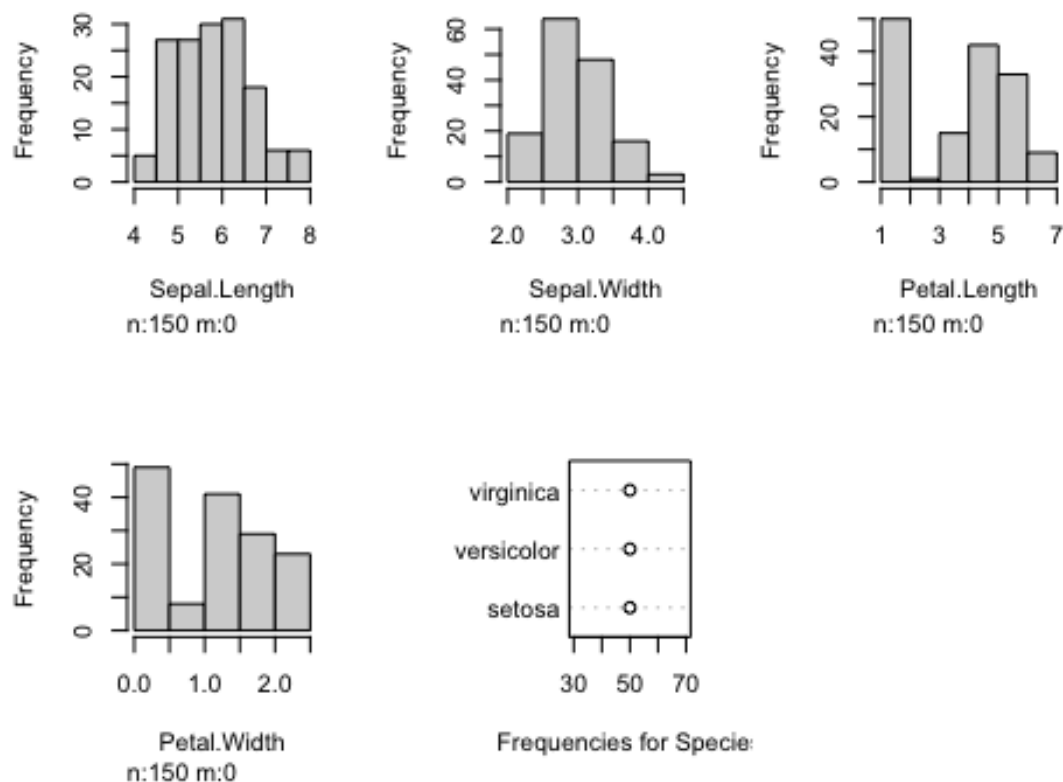 Frequency
0 10 20 30
4 5 6 7 8
Sepal.Length
n:150 m:0
Frequency
0 20 40 60
2.0 3.0 4.0
Sepal.Width
n:150 m:0
Frequency
0 20 40
1 3 5 7
Petal.Length
n:150 m:0
Frequency
0 20 40
0.0 1.0 2.0
Petal.Width
n:150 m:0
virginica
versicolor
setosa
30 50 70
Frequencies for Specie